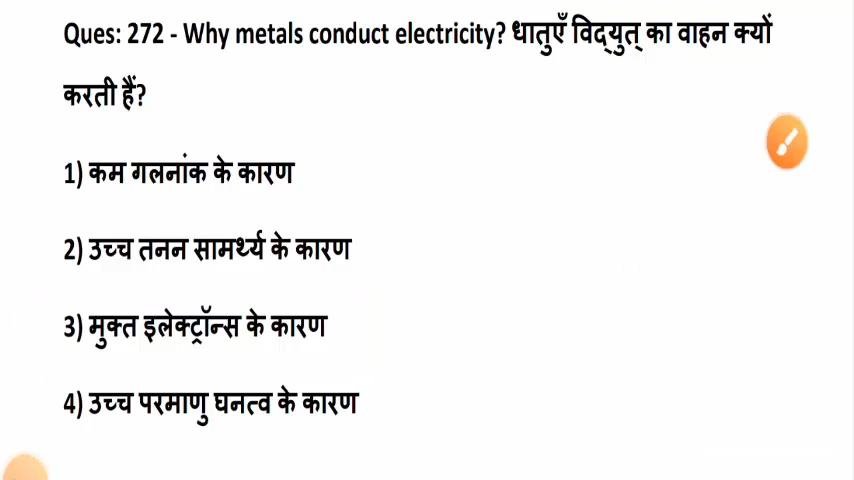 Ques: 272 - Why metals conduct electricity? धातुएँ विद्‌युत् का वाहन क्यों
करती हैं?
1) कम गलनांक के कारण
2) उच्च तनन सामर्थ्य के कारण
3) मुक्त इलेक्ट्रॉन्स के कारण
4) उच्च परमाणु घनत्व के कारण